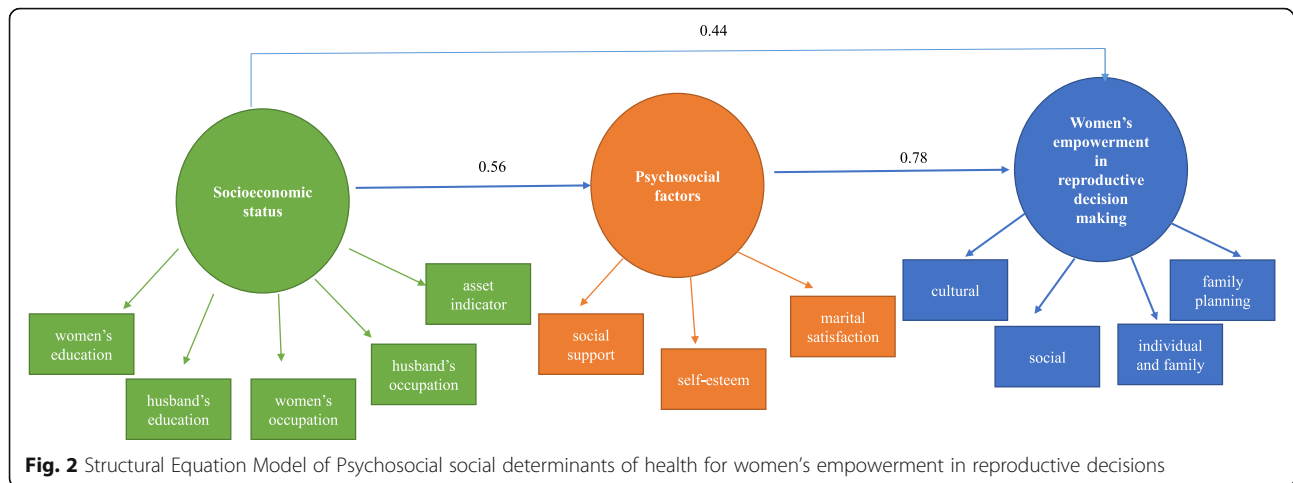 0.44
Socioeconomic
status
0.56
Psychosocial
factors
0.78
Women's
empowerment
in
reproductive
decision
making
women's
education
husband's
education
women's
occupation
husband's
occupation
asset
indicator
social
support
self-esteem
marital
satisfaction
cultural
social
individual
and family
family
planning
Fig. 2 Structural Equation Model of Psychosocial social determinants of health for women's empowerment in reproductive decisions